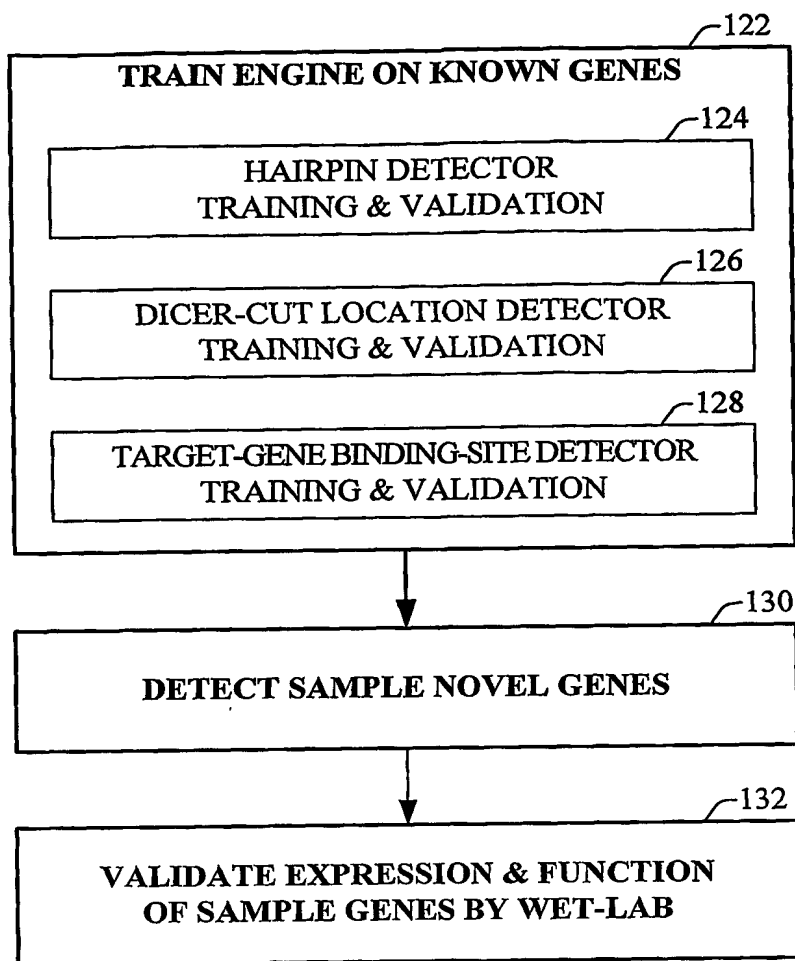 122
TRAIN ENGINE ON KNOWN GENES
124
HAIRPIN DETECTOR
TRAINING & VALIDATION
126
DICER-CUT LOCATION DETECTOR
TRAINING & VALIDATION
128
TARGET-GENE BINDING-SITE DETECTOR
TRAINING & VALIDATION
130
DETECT SAMPLE NOVEL GENES
132
VALIDATE EXPRESSION & FUNCTION
OF SAMPLE GENES BY WET-LAB